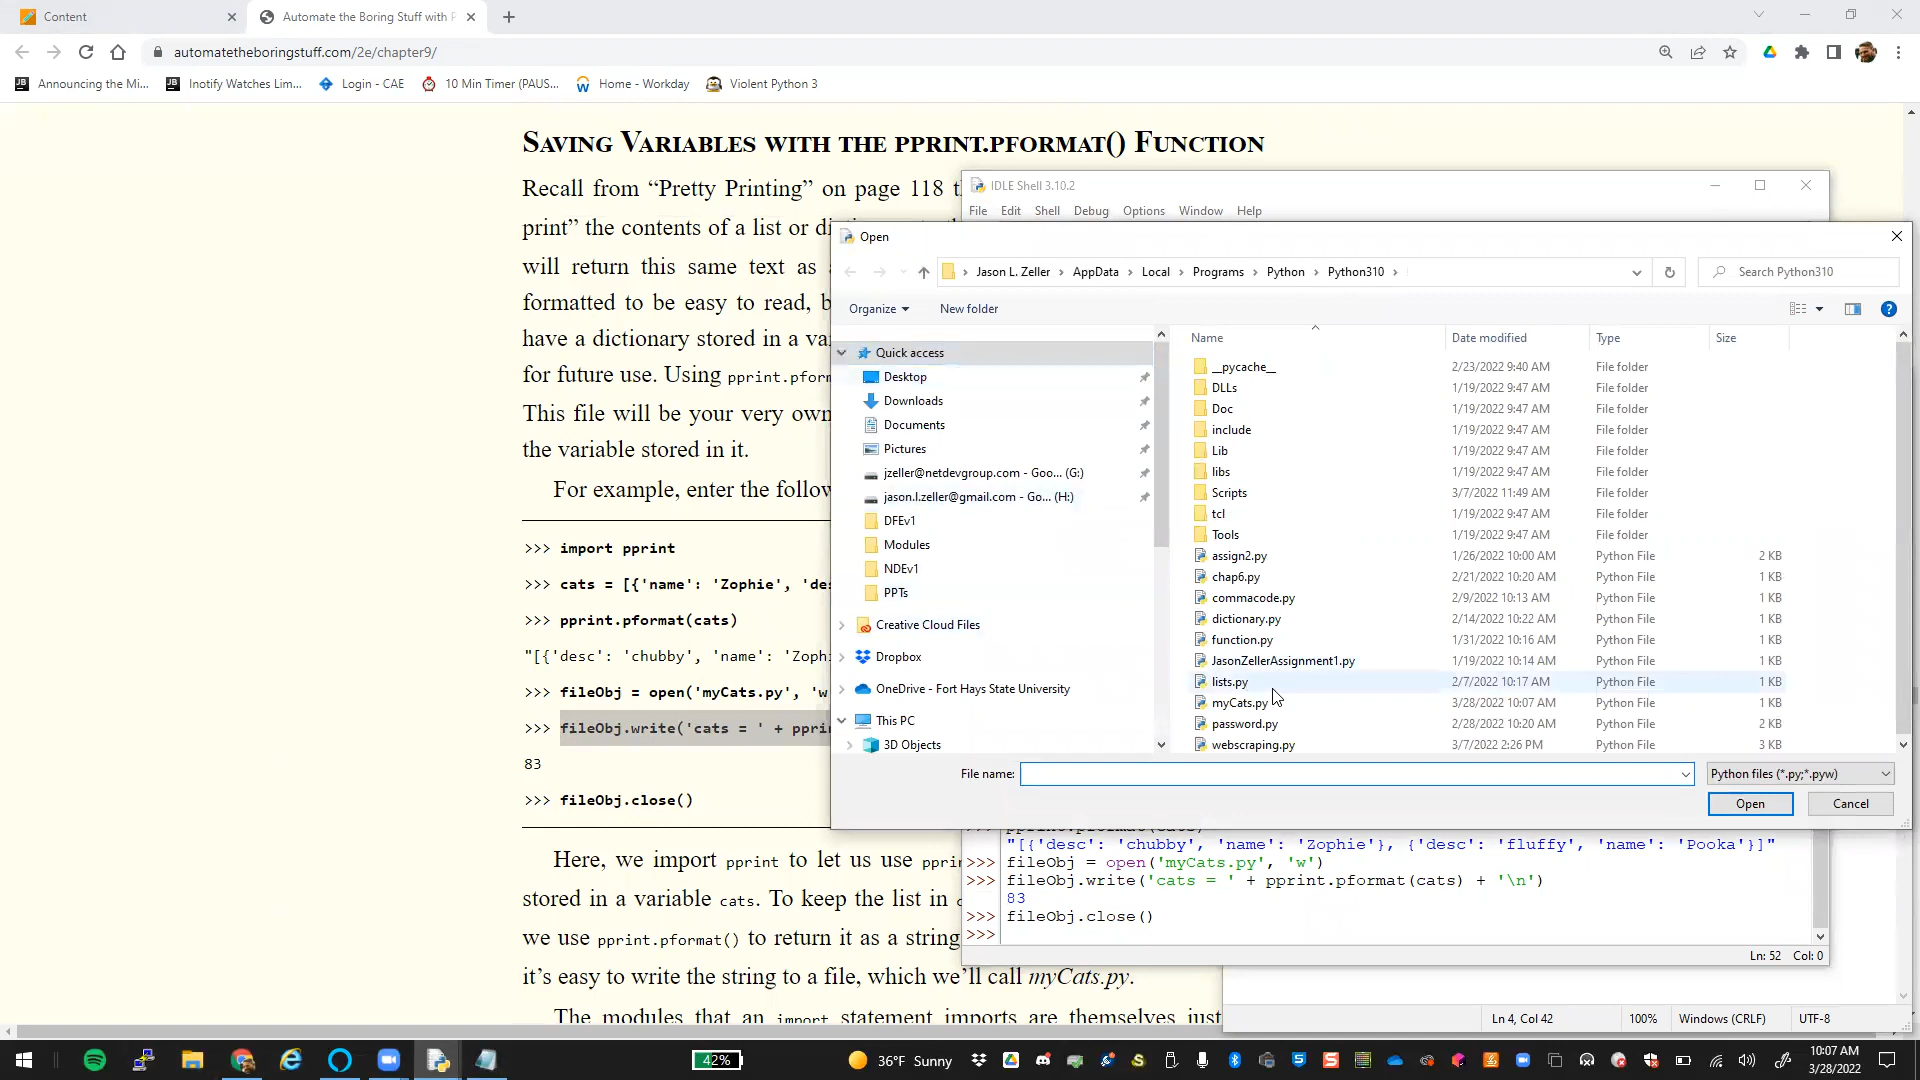 Content
Automate the Boring Stuff with P
automatetheboringstuff.com/2e/chapter9/
Announcing the Mi...
Inotify Watches Lim...
Login - CAE
10 Min Timer (PAUS...
Home - Workday
Violent Python 3
SAVING VARIABLES WITH THE PPRINT.PFORMAT() FUNCTION
Recall from “Pretty Printing” on page 118 t
print” the contents of a list or di
will return this same text as a
formatted to be easy to read, b
have a dictionary stored in a va
for future use. Using pprint.pfor
This file will be your very own
the variable stored in it.
For example, enter the follow
>>> import pprint
>>> cats = [{'name': 'Zophie', 'des
>>> pprint.pformat(cats)
"[{'desc': 'chubby', 'name': 'Zoph
>>> fileObj = open('myCats.py', 'w
>>> fileObj.write('cats = ' + pprin
83
>>> fileObj.close()
Here, we import pprint to let us use pprin
stored in a variable cats. To keep the list in
we use pprint.pformat() to return it as a string
it’s easy to write the string to a file, which we’ll call myCats.py.
The modules that an import statement imports are themselves just
IDLE Shell 3.10.2
File Edit Shell Debug Options Window Help
Open
Jason L. Zeller > AppData > Local > Programs > Python > Python310 >
Search Python310
Organize
New folder
Quick access
Desktop
Downloads
Documents
Pictures
jzeller@netdevgroup.com - Goo... (G:)
jason.l.zeller@gmail.com - Go... (H:)
DFEv1
Modules
NDEv1
PPTs
Creative Cloud Files
Dropbox
OneDrive - Fort Hays State University
This PC
3D Objects
Name Date modified Type Size
__pycache__ 2/23/2022 9:40 AM File folder
DLLs 1/19/2022 9:47 AM File folder
Doc 1/19/2022 9:47 AM File folder
include 1/19/2022 9:47 AM File folder
Lib 1/19/2022 9:47 AM File folder
libs 1/19/2022 9:47 AM File folder
Scripts 3/7/2022 11:49 AM File folder
tcl 1/19/2022 9:47 AM File folder
Tools 1/19/2022 9:47 AM File folder
assign2.py 1/26/2022 10:00 AM Python File 2 KB
chap6.py 2/21/2022 10:20 AM Python File 1 KB
commacode.py 2/9/2022 10:13 AM Python File 1 KB
dictionary.py 2/14/2022 10:22 AM Python File 1 KB
function.py 1/31/2022 10:16 AM Python File 1 KB
JasonZellerAssignment1.py 1/19/2022 10:14 AM Python File 1 KB
lists.py 2/7/2022 10:17 AM Python File 1 KB
myCats.py 3/28/2022 10:07 AM Python File 1 KB
password.py 2/28/2022 10:20 AM Python File 2 KB
webscraping.py 3/7/2022 2:26 PM Python File 3 KB
File name:
Python files (*.py;*.pyw)
Open
Cancel
pprint.pformat(cats)
"[{'desc': 'chubby', 'name': 'Zophie'}, {'desc': 'fluffy', 'name': 'Pooka'}]"
>>> fileObj = open('myCats.py', 'w')
>>> fileObj.write('cats = ' + pprint.pformat(cats) + '\n')
83
>>> fileObj.close()
>>>
Ln: 52 Col: 0
Ln 4, Col 42
100%
Windows (CRLF)
UTF-8
42%
36°F Sunny
10:07 AM
3/28/2022